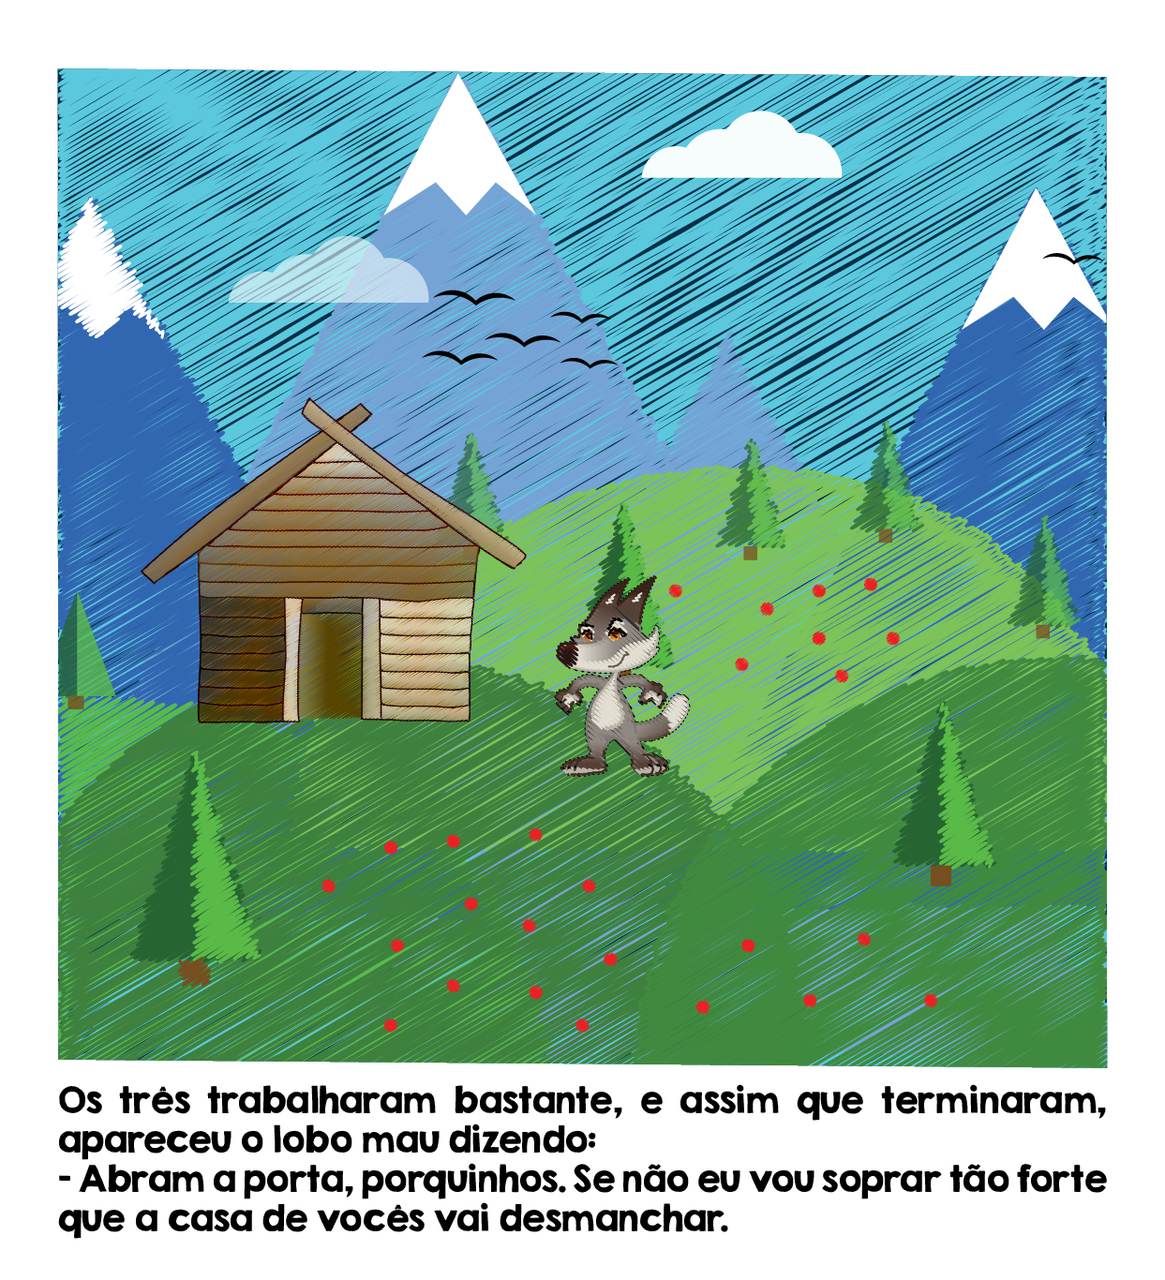 Os três trabalharam bastante, e assim que terminaram,
apareceu o lobo mau dizendo:
- Abram a porta, porquinhos. Se não eu vou soprar tão forte
que a casa de vocês vai desmanchar.